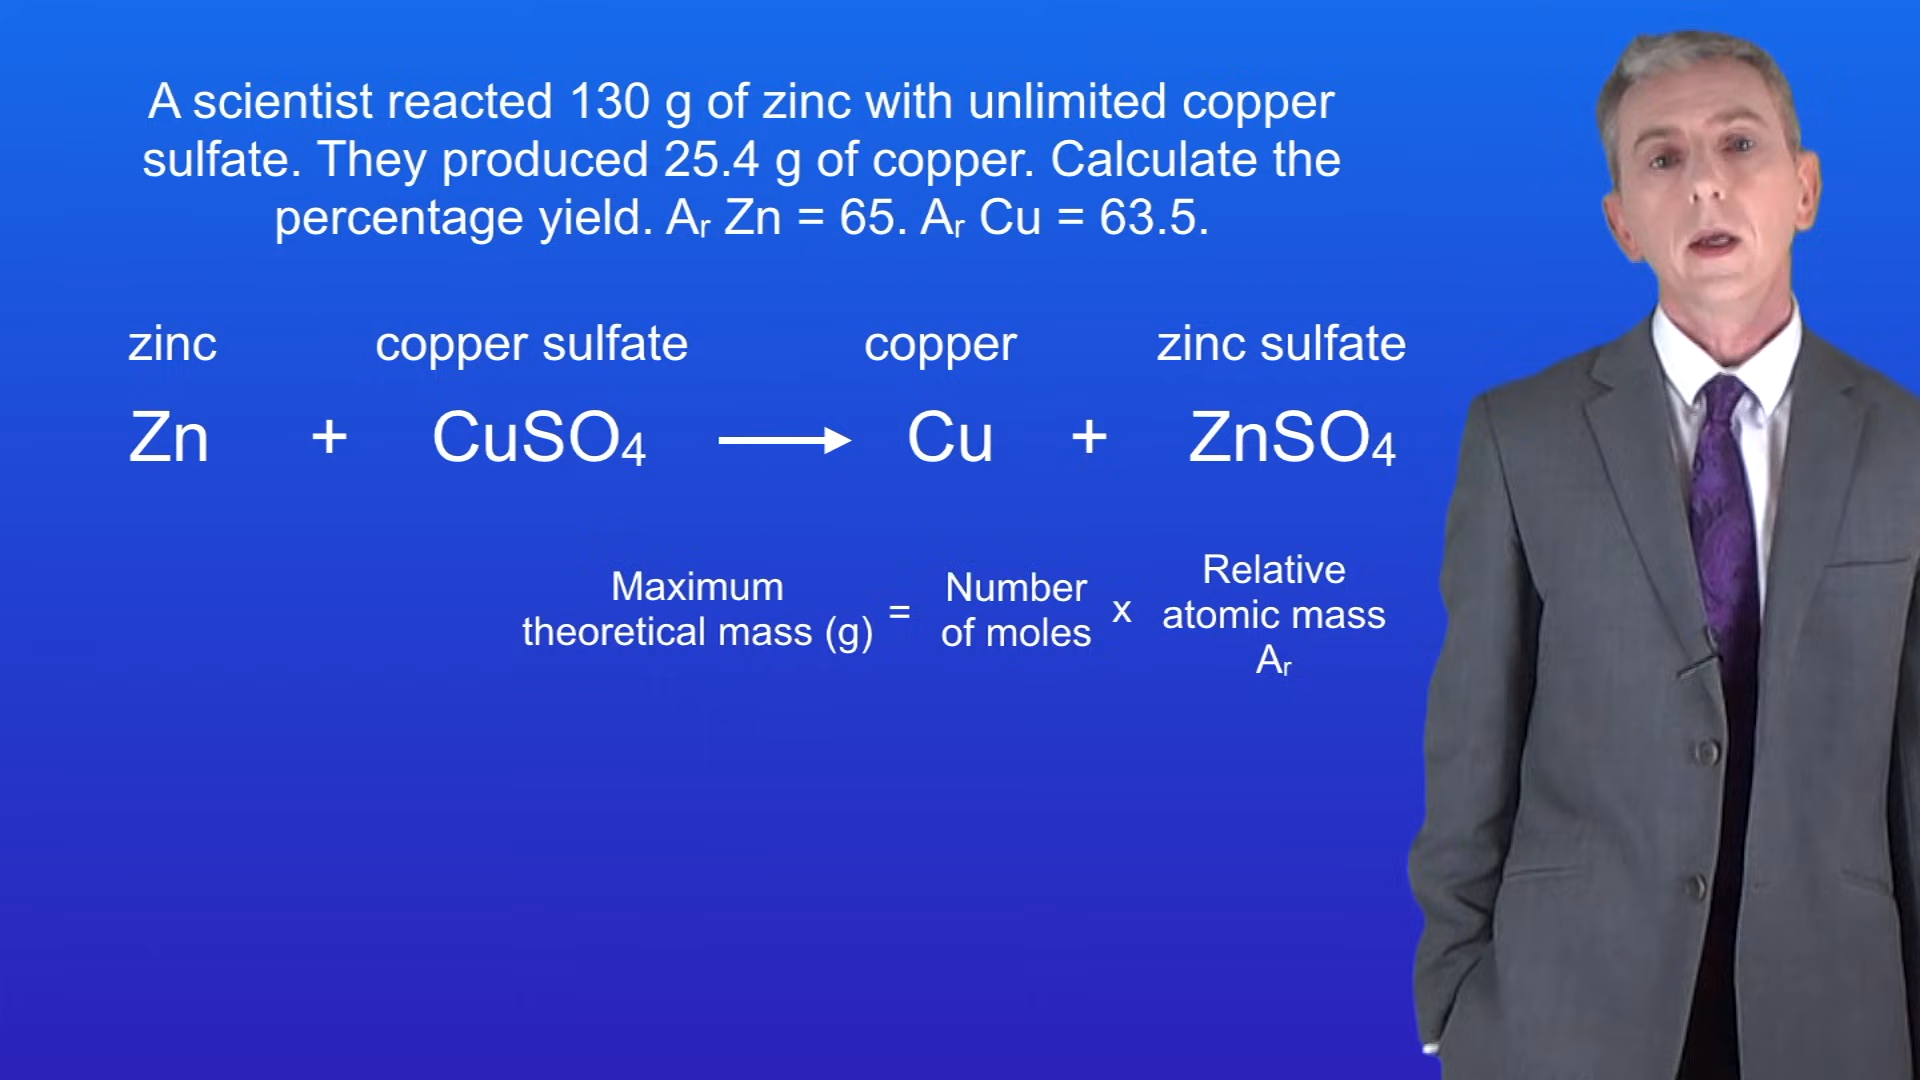 A scientist reacted 130 g of zinc with unlimited copper
sulfate. They produced 25.4 g of copper. Calculate the
percentage yield. Aᵣ Zn = 65. Aᵣ Cu = 63.5.
zinc copper sulfate copper zinc sulfate
Zn + CuSO₄ ⟶ Cu + ZnSO₄
Maximum
theoretical mass (g)
=
Number
of moles
x
Relative
atomic mass
Aᵣ